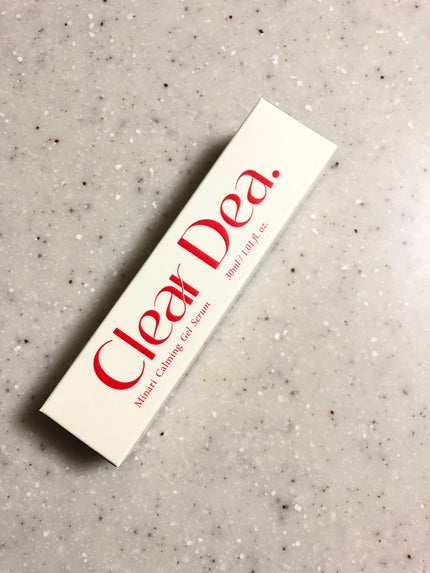 Clear Dea.
Minari Calming Gel Serum
30ml / 1.01 fl. oz.